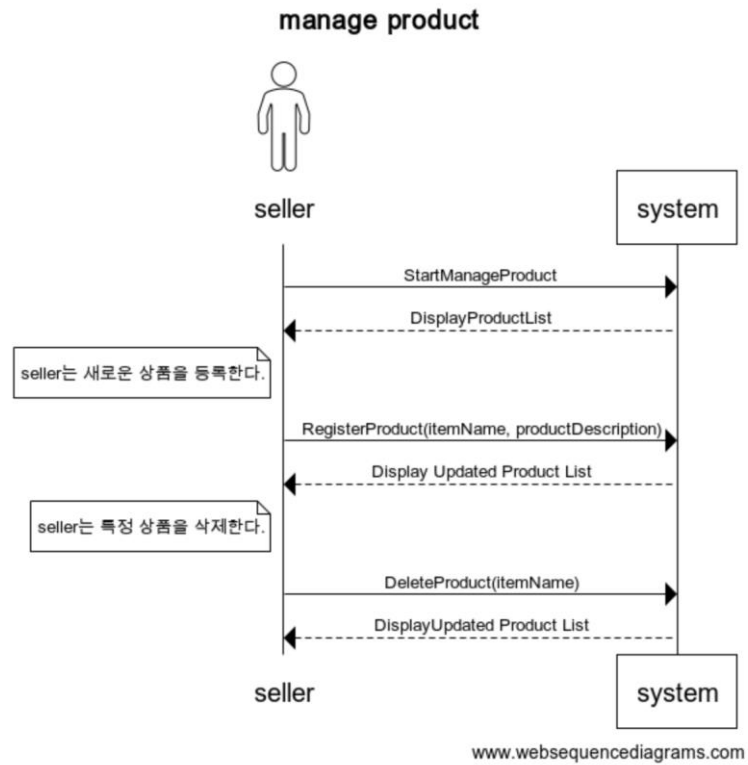 manage product
seller
system
StartManageProduct
DisplayProductList
seller는 새로운 상품을 등록한다.
RegisterProduct(itemName, productDescription)
Display Updated Product List
seller는 특정 상품을 삭제한다.
DeleteProduct(itemName)
DisplayUpdated Product List
seller
system
www.websequencediagrams.com